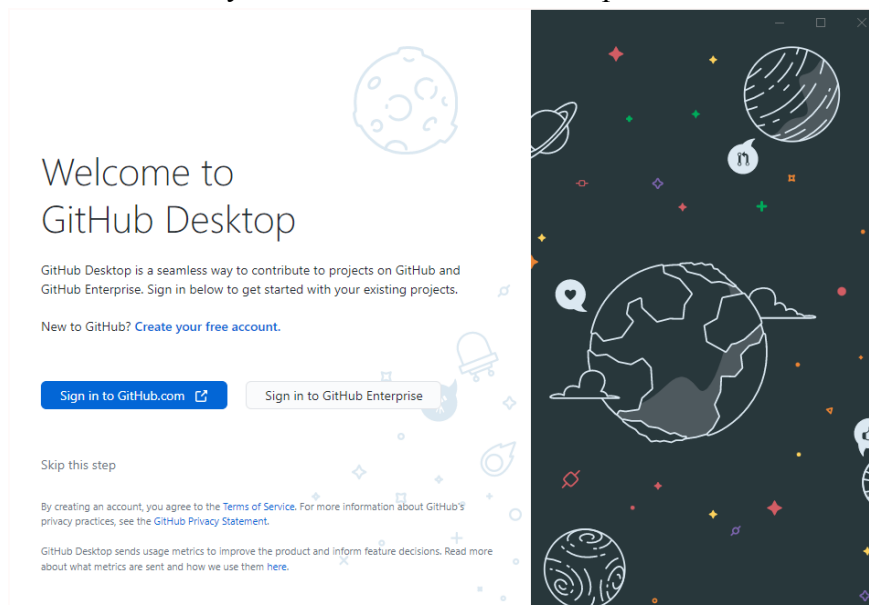 Welcome to
GitHub Desktop
GitHub Desktop is a seamless way to contribute to projects on GitHub and
GitHub Enterprise. Sign in below to get started with your existing projects.
New to GitHub? Create your free account.
Sign in to GitHub.com
Sign in to GitHub Enterprise
Skip this step
By creating an account, you agree to the Terms of Service. For more information about GitHub's
privacy practices, see the GitHub Privacy Statement.
GitHub Desktop sends usage metrics to improve the product and inform feature decisions. Read more
about what metrics are sent and how we use them here.